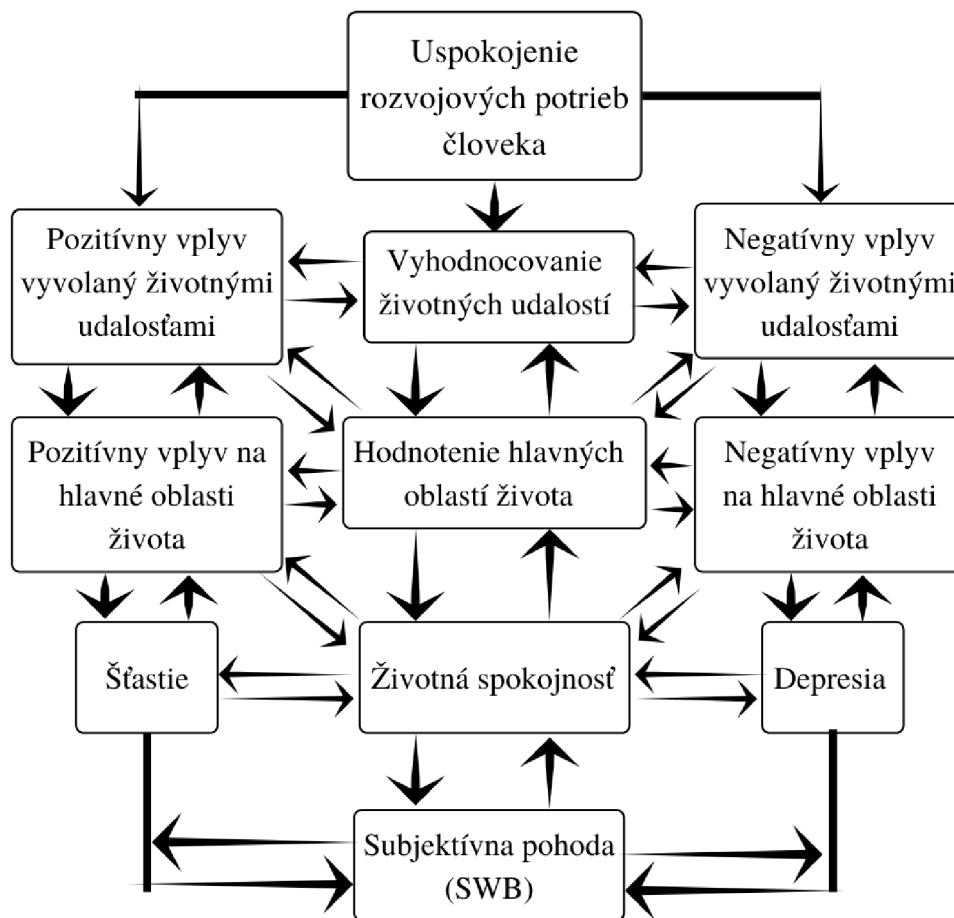 Uspokojenie
rozvojových potrieb
človeka
Pozitívny vplyv
vyvolaný životnými
udalosťami
Vyhodnocovanie
životných udalostí
Negatívny vplyv
vyvolaný životnými
udalosťami
Pozitívny vplyv na
hlavné oblasti
života
Hodnotenie hlavných
oblastí života
Negatívny vplyv
na hlavné oblasti
života
Šťastie
Životná spokojnosť
Depresia
Subjektívna pohoda
(SWB)